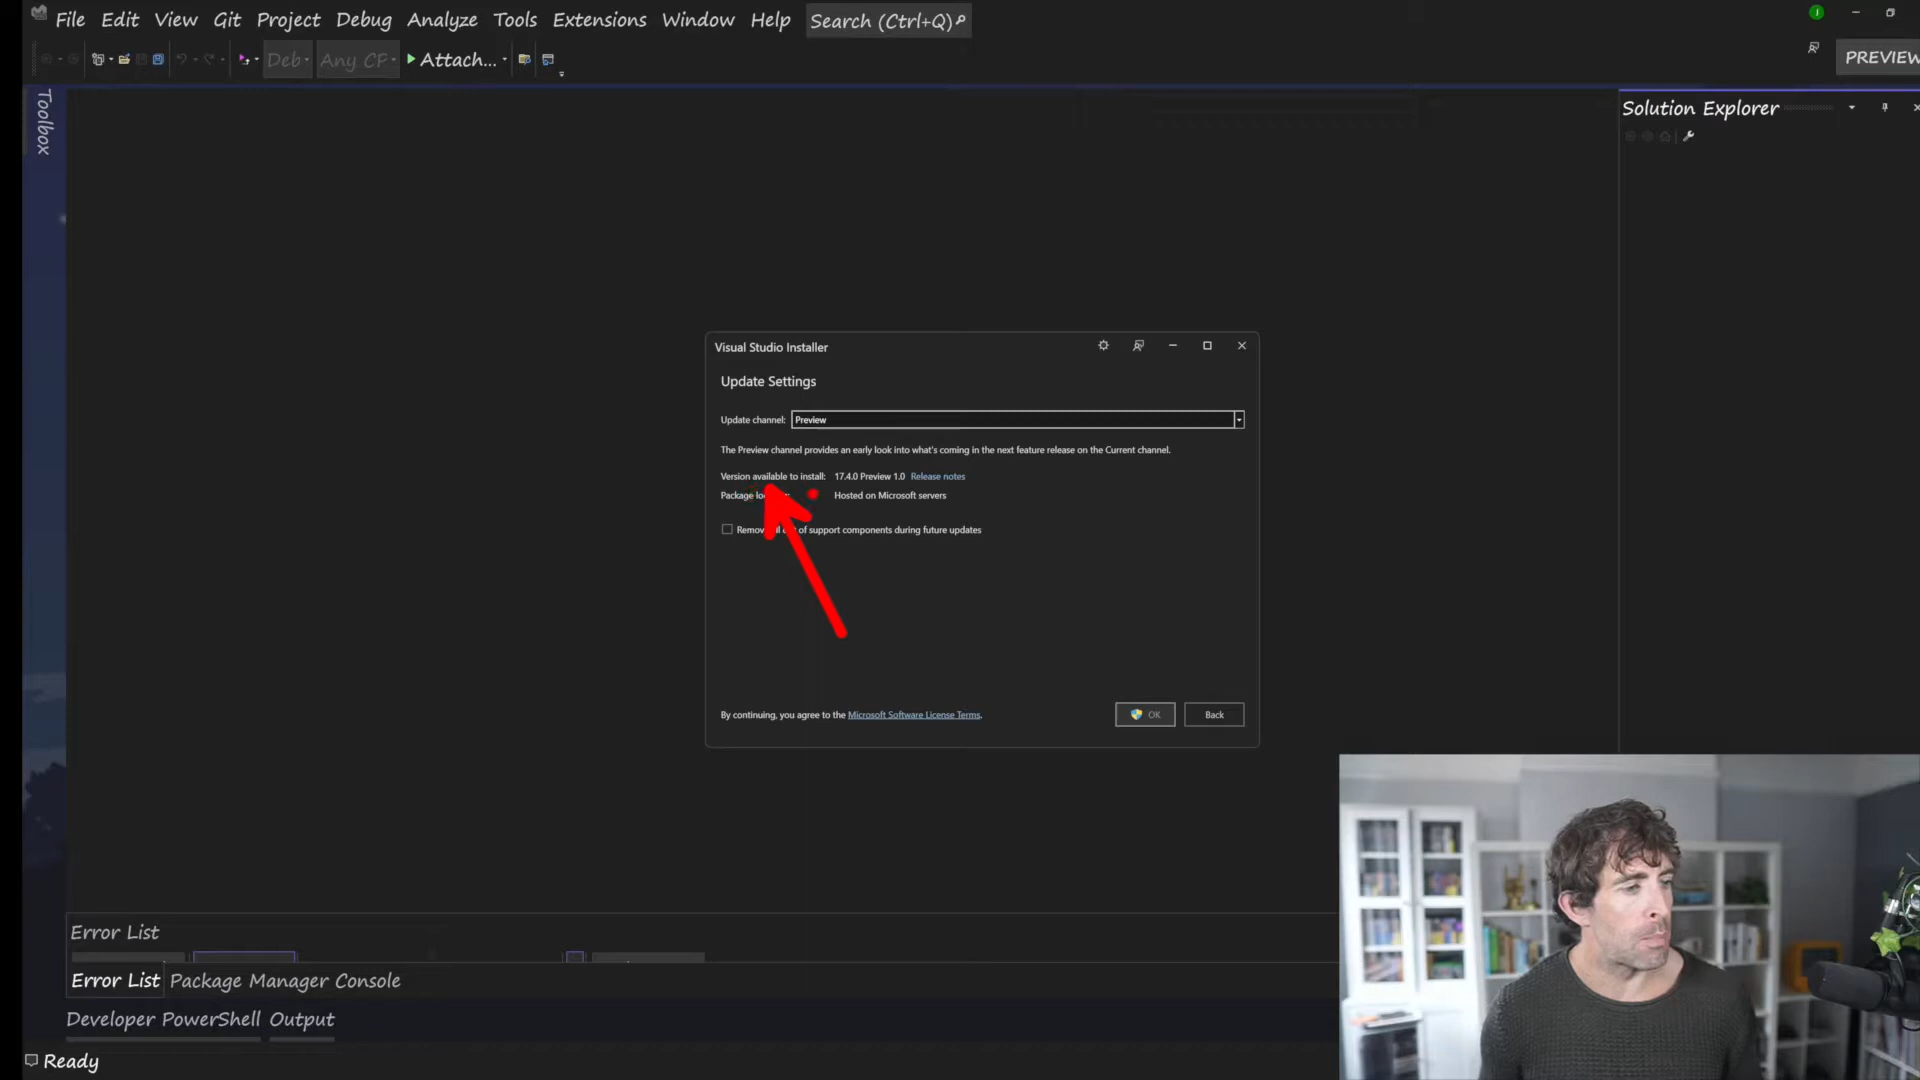 File Edit View Git Project Debug Analyze Tools Extensions Window Help Search (Ctrl+Q)
Deb Any CP Attach... PREVIEW
Toolbox
Solution Explorer
Visual Studio Installer
Update Settings
Update channel: Preview
The Preview channel provides an early look into what's coming in the next feature release on the Current channel.
Version available to install: 17.4.0 Preview 1.0 Release notes
Package Hosted on Microsoft servers
of support components during future updates
By continuing, you agree to the Microsoft Software License Terms.
OK Back
Error List
Error List Package Manager Console
Developer PowerShell Output
Ready